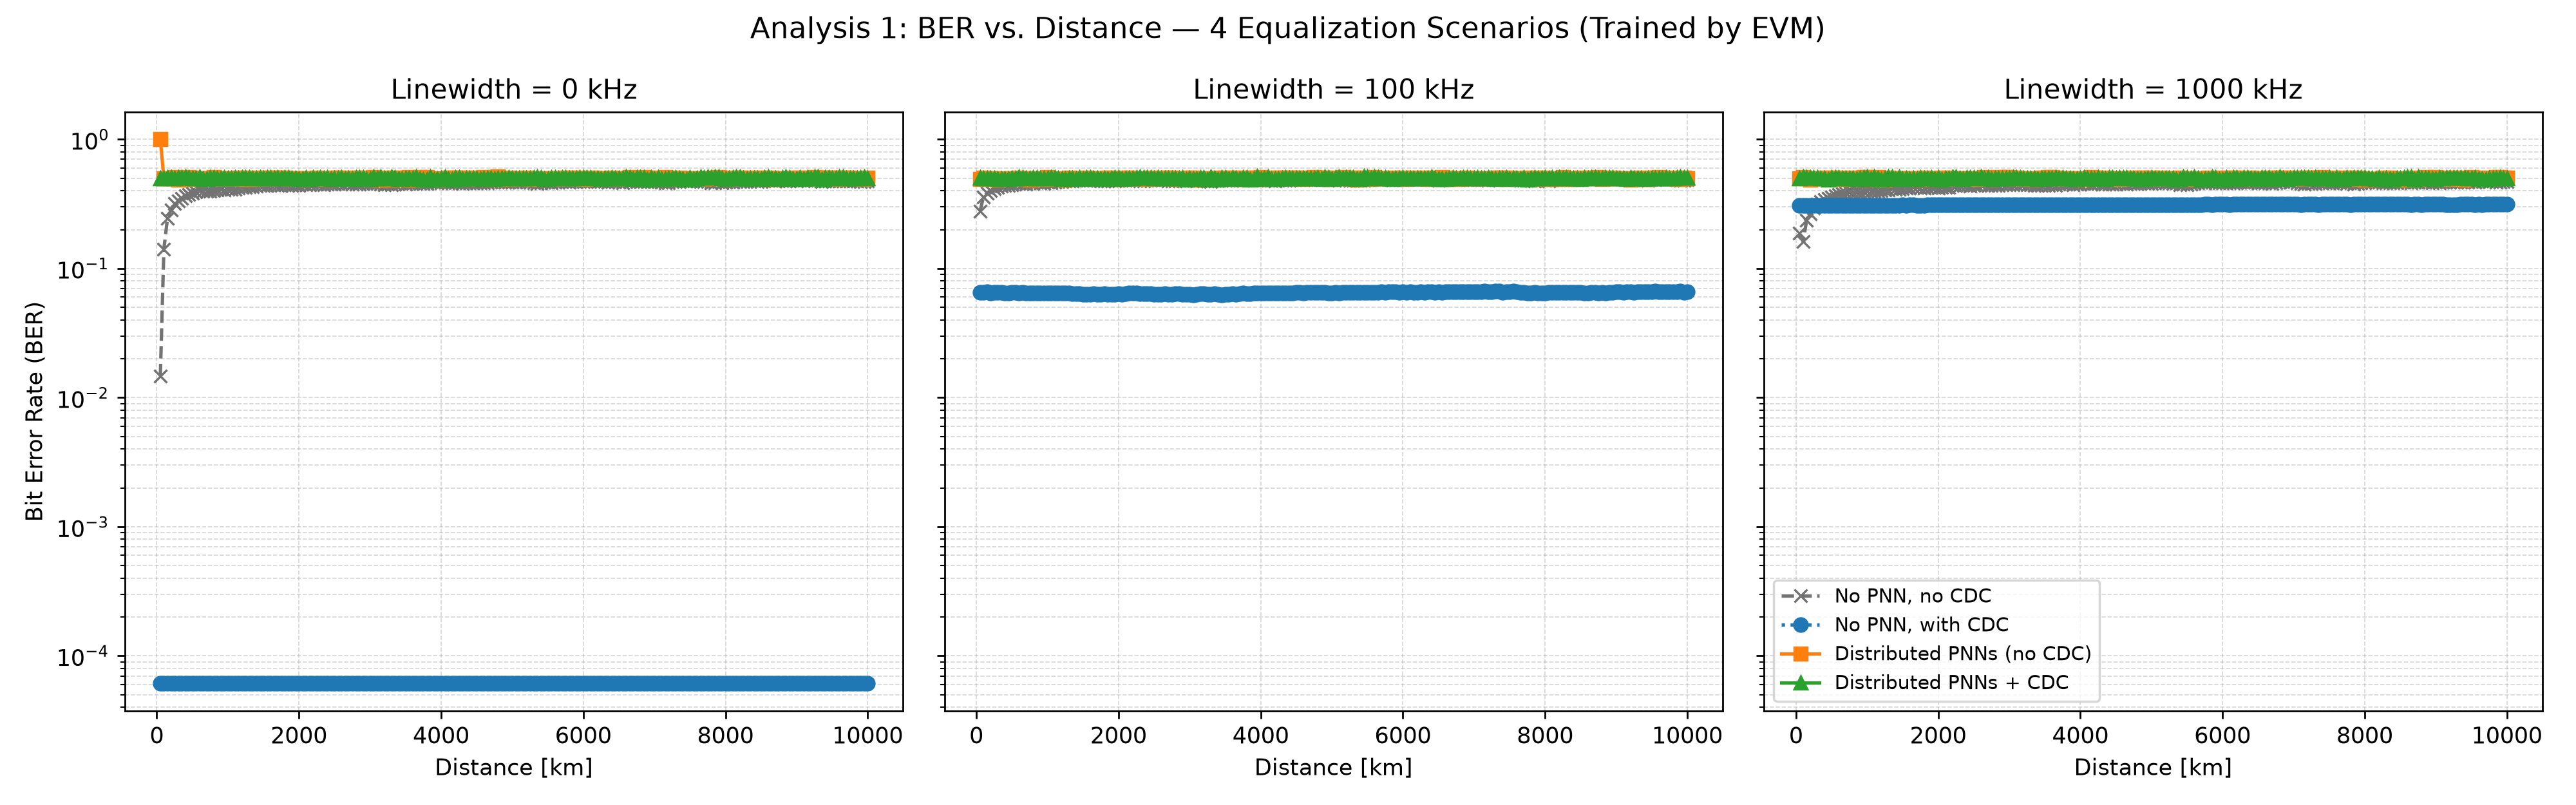 Analysis 1: BER vs. Distance — 4 Equalization Scenarios (Trained by EVM)
Linewidth = 0 kHz
Linewidth = 100 kHz
Linewidth = 1000 kHz
Bit Error Rate (BER)
10⁰
10⁻¹
10⁻²
10⁻³
10⁻⁴
No PNN, no CDC
No PNN, with CDC
Distributed PNNs (no CDC)
Distributed PNNs + CDC
0 2000 4000 6000 8000 10000
0 2000 4000 6000 8000 10000
0 2000 4000 6000 8000 10000
Distance [km]
Distance [km]
Distance [km]